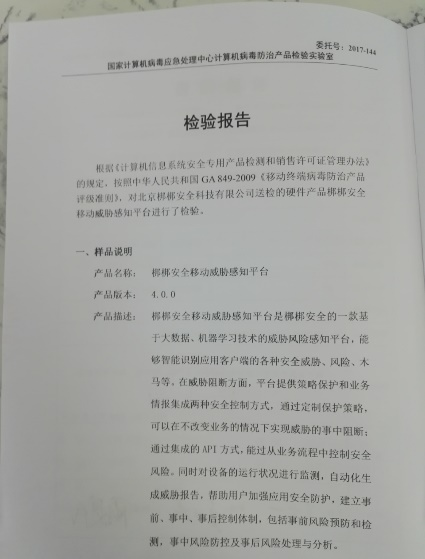 委托号：2017-144
国家计算机病毒应急处理中心计算机病毒防治产品检验实验室
检验报告
根据《计算机信息系统安全专用产品检测和销售许可证管理办法》
的规定，按照中华人民共和国 GA 849-2009《移动终端病毒防治产品
评级准则》，对北京梆梆安全科技有限公司送检的硬件产品梆梆安全
移动威胁感知平台进行了检验。
一、样品说明
产品名称： 梆梆安全移动威胁感知平台
产品版本： 4.0.0
产品描述： 梆梆安全移动威胁感知平台是梆梆安全的一款基
于大数据、机器学习技术的威胁风险感知平台，能
够智能识别应用客户端的各种安全威胁、风险、木
马等。在威胁阻断方面，平台提供策略保护和业务
情报集成两种安全控制方式，通过定制保护策略，
可以在不改变业务的情况下实现威胁的事中阻断；
通过集成的 API 方式，能过从业务流程中控制安全
风险。同时对设备的运行状况进行监测，自动化生
成威胁报告，帮助用户加强应用安全防护，建立事
前、事中、事后控制体制，包括事前风险预防和检
测，事中风险防控及事后风险处理与分析。